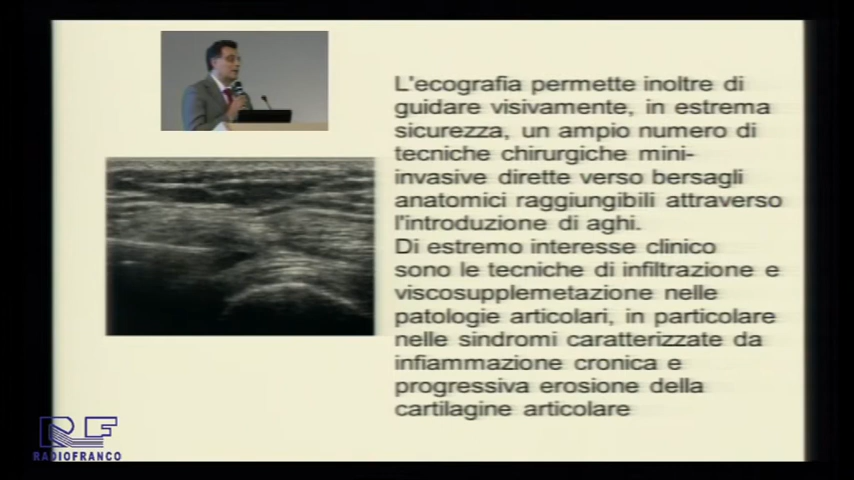 L'ecografia permette inoltre di
guidare visivamente, in estrema
sicurezza, un ampio numero di
tecniche chirurgiche mini-
invasive dirette verso bersagli
anatomici raggiungibili attraverso
l'introduzione di aghi.
Di estremo interesse clinico
sono le tecniche di infiltrazione e
viscosupplemetazione nelle
patologie articolari, in particolare
nelle sindromi caratterizzate da
infiammazione cronica e
progressiva erosione della
cartilagine articolare
RF
RADIOFRANCO